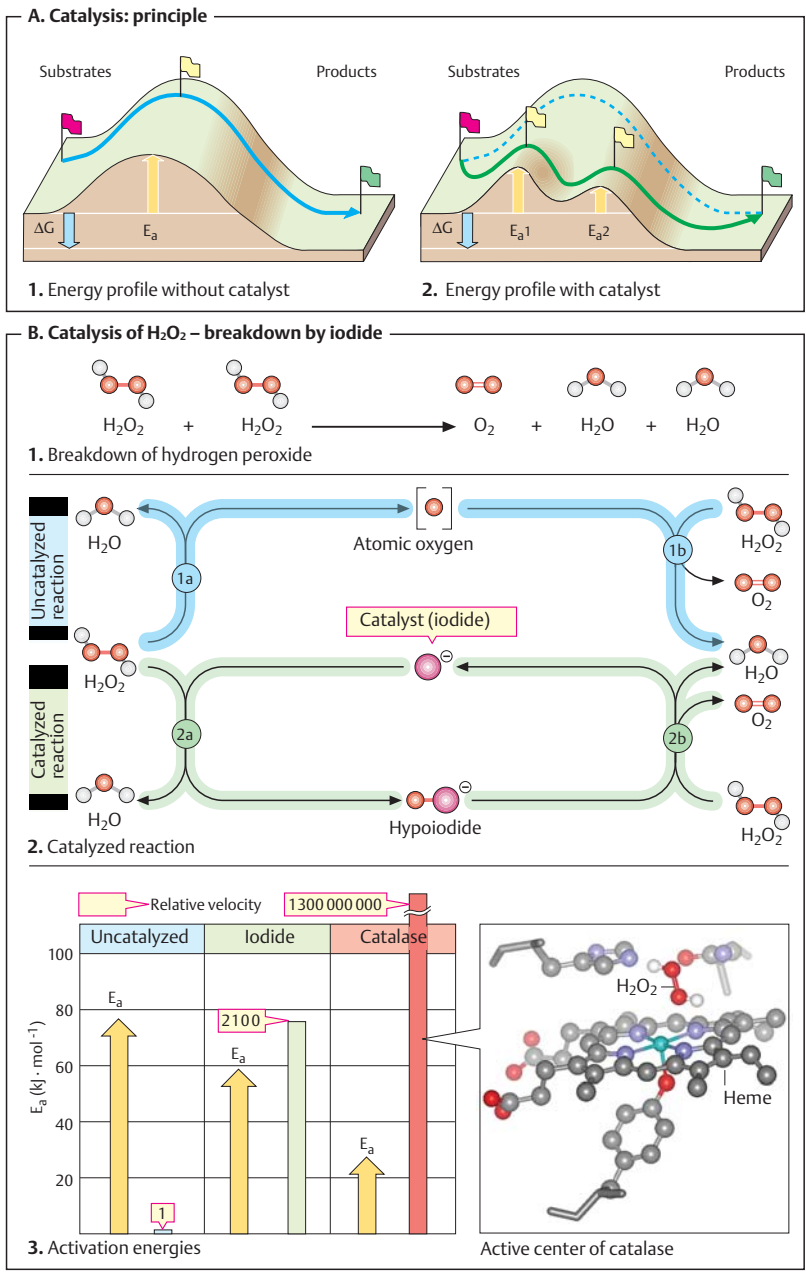 A. Catalysis: principle
Substrates
Products
ΔG
Eₐ
1. Energy profile without catalyst
Substrates
Products
ΔG
Eₐ1
Eₐ2
2. Energy profile with catalyst
B. Catalysis of H₂O₂ – breakdown by iodide
H₂O₂ + H₂O₂ O₂ + H₂O + H₂O
1. Breakdown of hydrogen peroxide
Uncatalyzed
reaction
H₂O
1a
Atomic oxygen
1b
H₂O₂
O₂
Catalyst (iodide)
H₂O₂
H₂O
Catalyzed
reaction
2a
2b
O₂
H₂O
Hypoiodide
H₂O₂
2. Catalyzed reaction
Relative velocity
1300 000 000
Uncatalyzed
Iodide
Catalase
Eₐ (kJ · mol⁻¹)
100
80
60
40
20
Eₐ
1
Eₐ
2100
Eₐ
3. Activation energies
H₂O₂
Heme
Active center of catalase